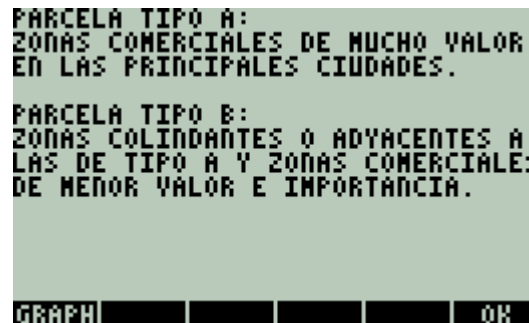 PARCELA TIPO A:
ZONAS COMERCIALES DE MUCHO VALOR
EN LAS PRINCIPALES CIUDADES.
PARCELA TIPO B:
ZONAS COLINDANTES O ADYACENTES A
LAS DE TIPO A Y ZONAS COMERCIALE
DE MENOR VALOR E IMPORTANCIA.
GRAPH OK